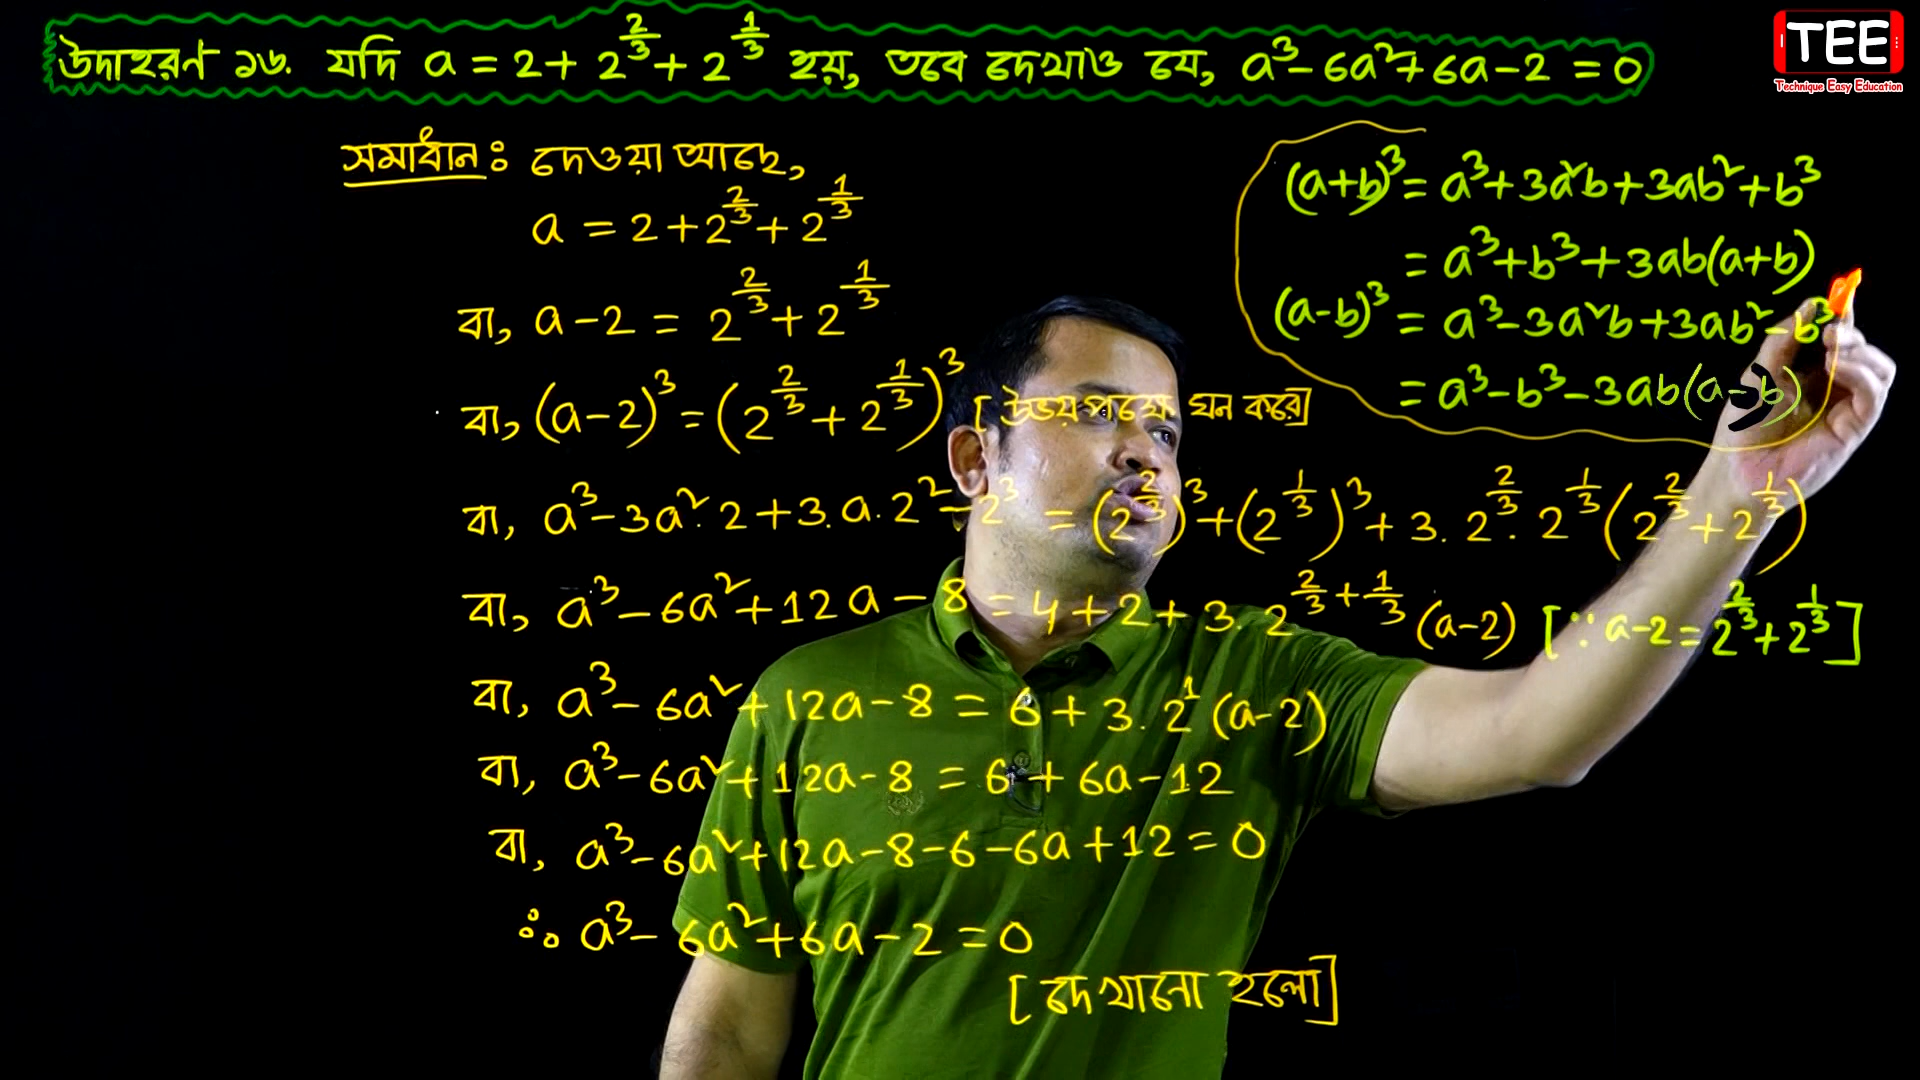 উদাহরণ ১৬. যদি a = 2 + 2^{2/3} + 2^{1/3} হয়, তবে দেখাও যে, a³ - 6a² + 6a - 2 = 0
TEE
Technique Easy Education
সমাধান: দেওয়া আছে,
a = 2 + 2^{2/3} + 2^{1/3}
বা, a - 2 = 2^{2/3} + 2^{1/3}
বা, (a - 2)³ = (2^{2/3} + 2^{1/3})³ [উভয় পক্ষে ঘন করে]
বা, a³ - 3a².2 + 3.a.2² - 2³ = (2^{2/3})³ + (2^{1/3})³ + 3.2^{2/3}.2^{1/3}(2^{2/3} + 2^{1/3})
বা, a³ - 6a² + 12a - 8 = 4 + 2 + 3.2^{2/3 + 1/3}(a-2) [∵ a-2 = 2^{2/3} + 2^{1/3}]
বা, a³ - 6a² + 12a - 8 = 6 + 3.2¹(a-2)
বা, a³ - 6a² + 12a - 8 = 6 + 6a - 12
বা, a³ - 6a² + 12a - 8 - 6 - 6a + 12 = 0
∴ a³ - 6a² + 6a - 2 = 0
[দেখানো হলো]
(a+b)³ = a³ + 3a²b + 3ab² + b³
= a³ + b³ + 3ab(a+b)
(a-b)³ = a³ - 3a²b + 3ab² - b³
= a³ - b³ - 3ab(a-b)